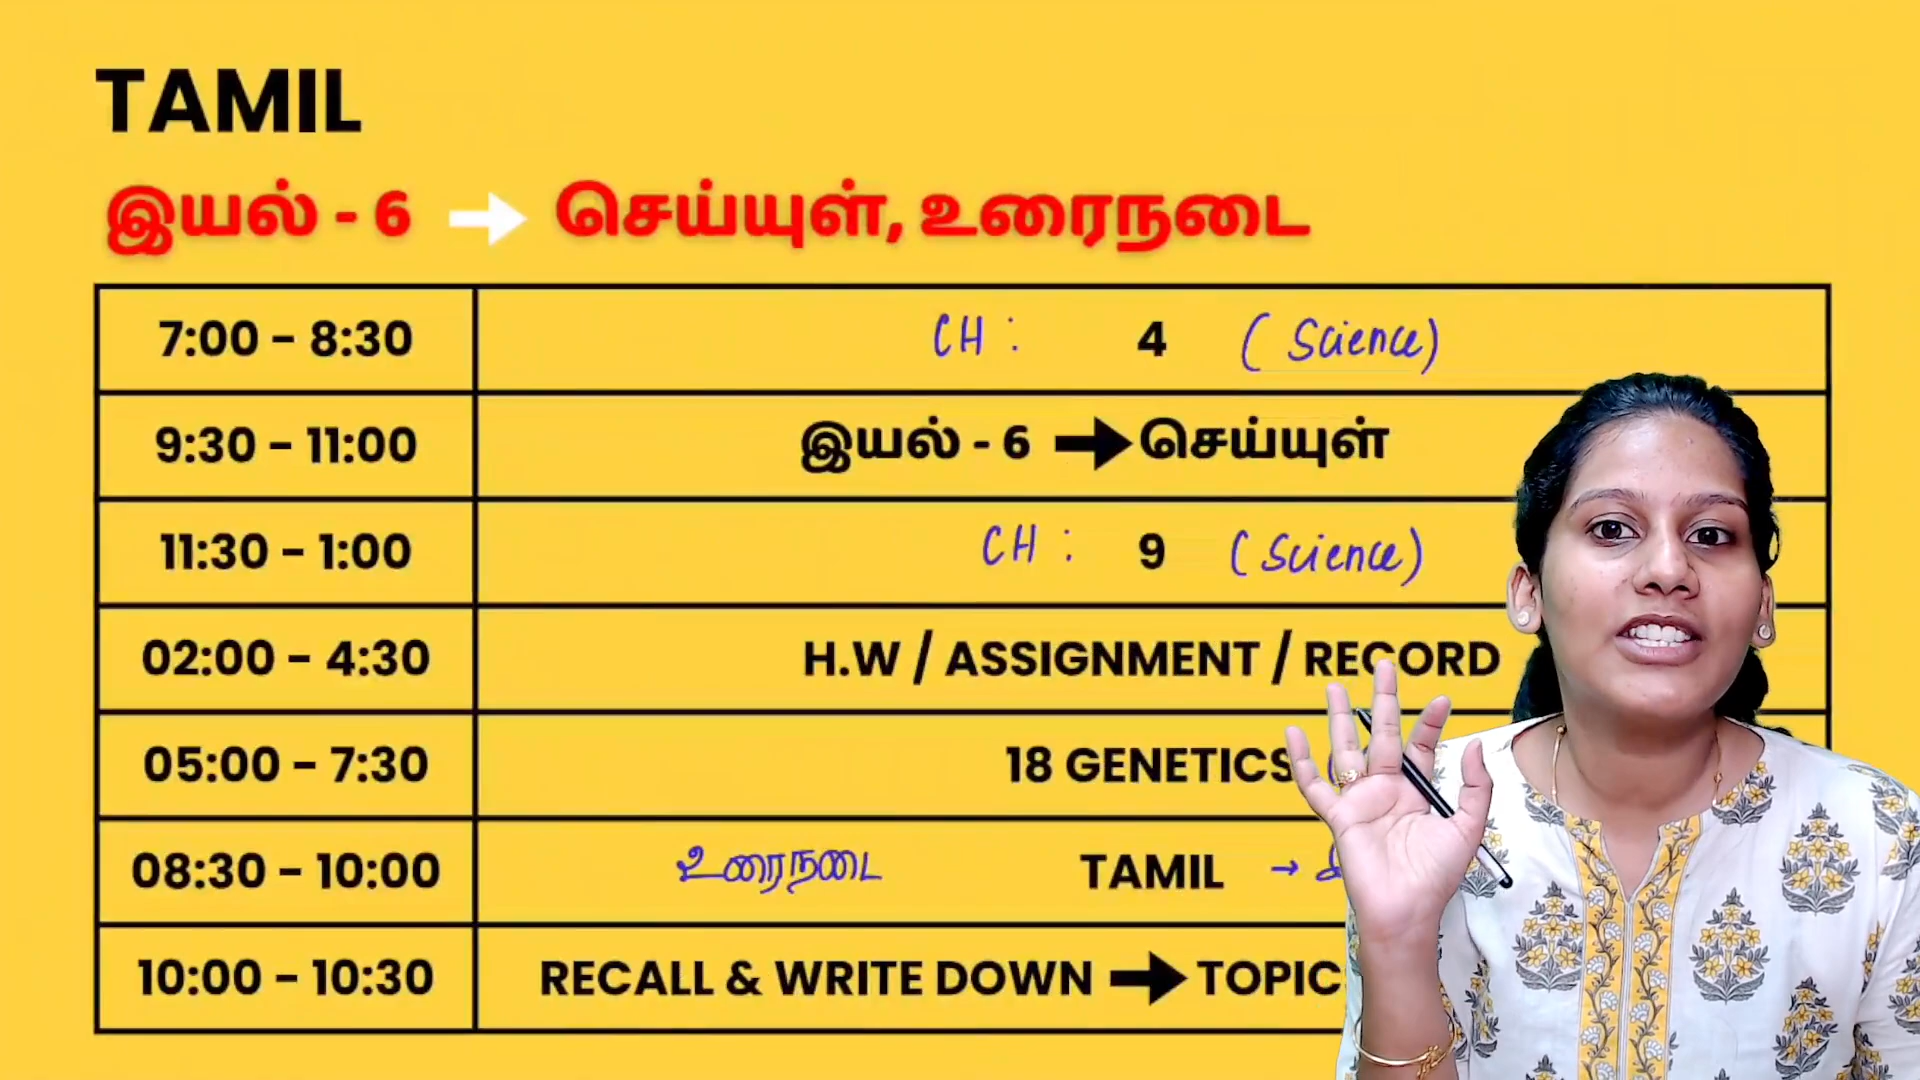 TAMIL
இயல் - 6 → செய்யுள், உரைநடை
7:00 - 8:30 CH : 4 (Science)
9:30 - 11:00 இயல் - 6 → செய்யுள்
11:30 - 1:00 CH : 9 (Science)
02:00 - 4:30 H.W / ASSIGNMENT / RECORD
05:00 - 7:30 18 GENETICS
08:30 - 10:00 உரைநடை TAMIL →
10:00 - 10:30 RECALL & WRITE DOWN →